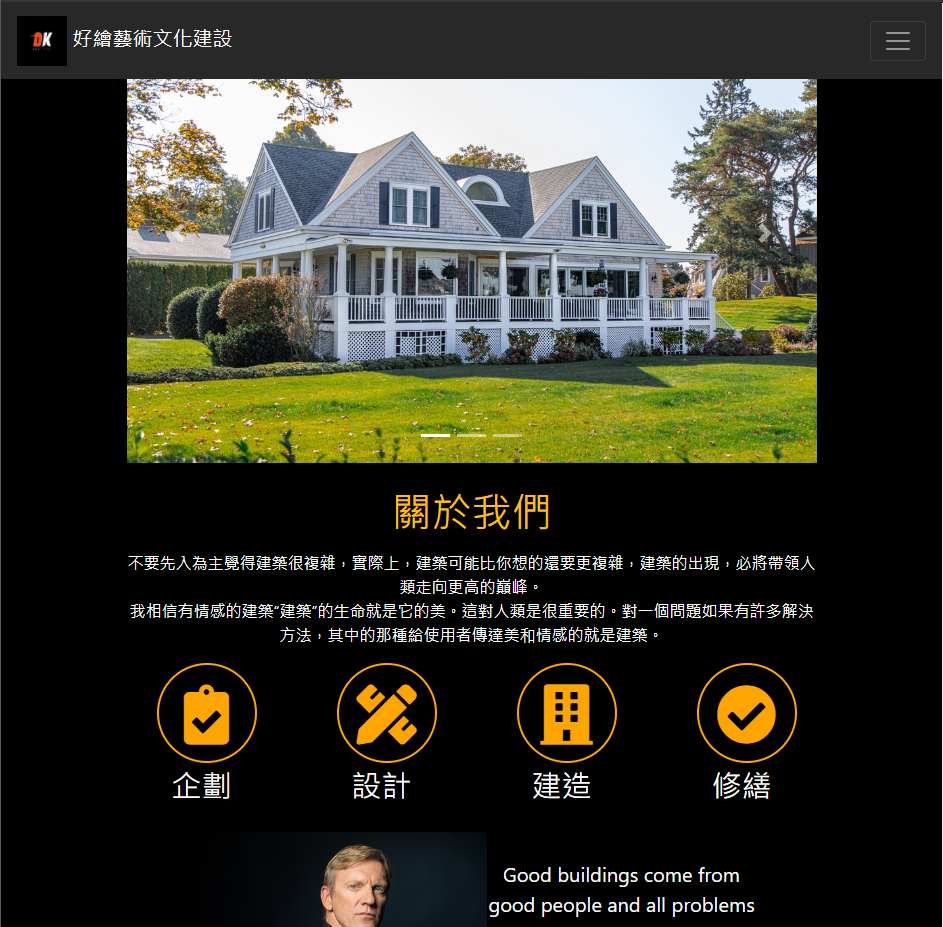 DK
好繪藝術文化建設
關於我們
不要先入為主覺得建築很複雜，實際上，建築可能比你想的還要更複雜，建築的出現，必將帶領人
類走向更高的巔峰。
我相信有情感的建築“建築”的生命就是它的美。這對人類是很重要的。對一個問題如果有許多解決
方法，其中的那種給使用者傳達美和情感的就是建築。
企劃
設計
建造
修繕
Good buildings come from
good people and all problems